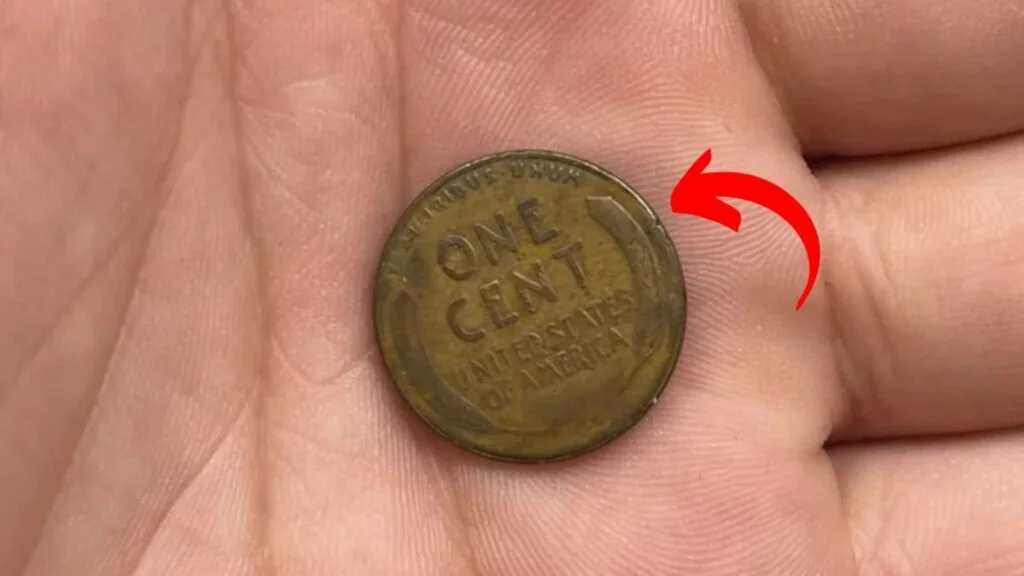 PLURIBUS·UNUM
ONE
CENT
UNITED STATES
OF AMERICA